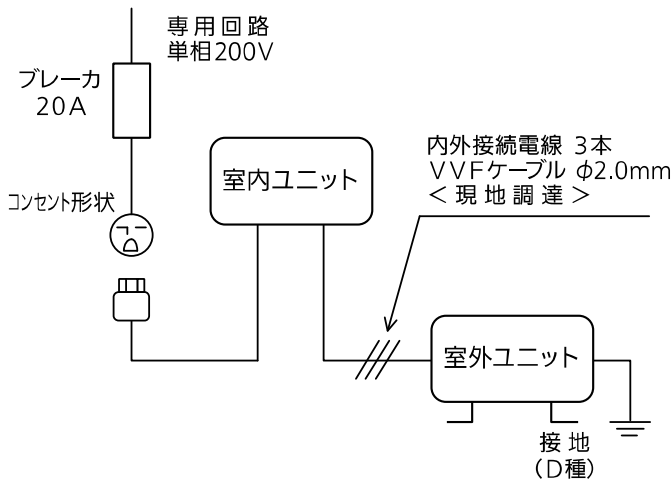 専用回路
単相200V
ブレーカ
20A
コンセント形状
室内ユニット
内外接続電線 3本
VVFケーブル φ2.0mm
<現地調達>
室外ユニット
接地
(D種)